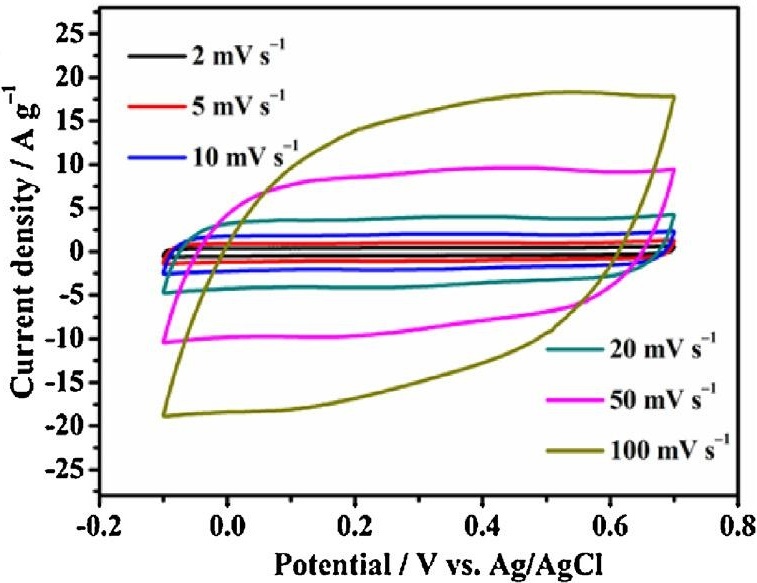 25
20
15
10
5
0
-5
-10
-15
-20
-25
Current density / A g⁻¹
2 mV s⁻¹
5 mV s⁻¹
10 mV s⁻¹
20 mV s⁻¹
50 mV s⁻¹
100 mV s⁻¹
-0.2 0.0 0.2 0.4 0.6 0.8
Potential / V vs. Ag/AgCl